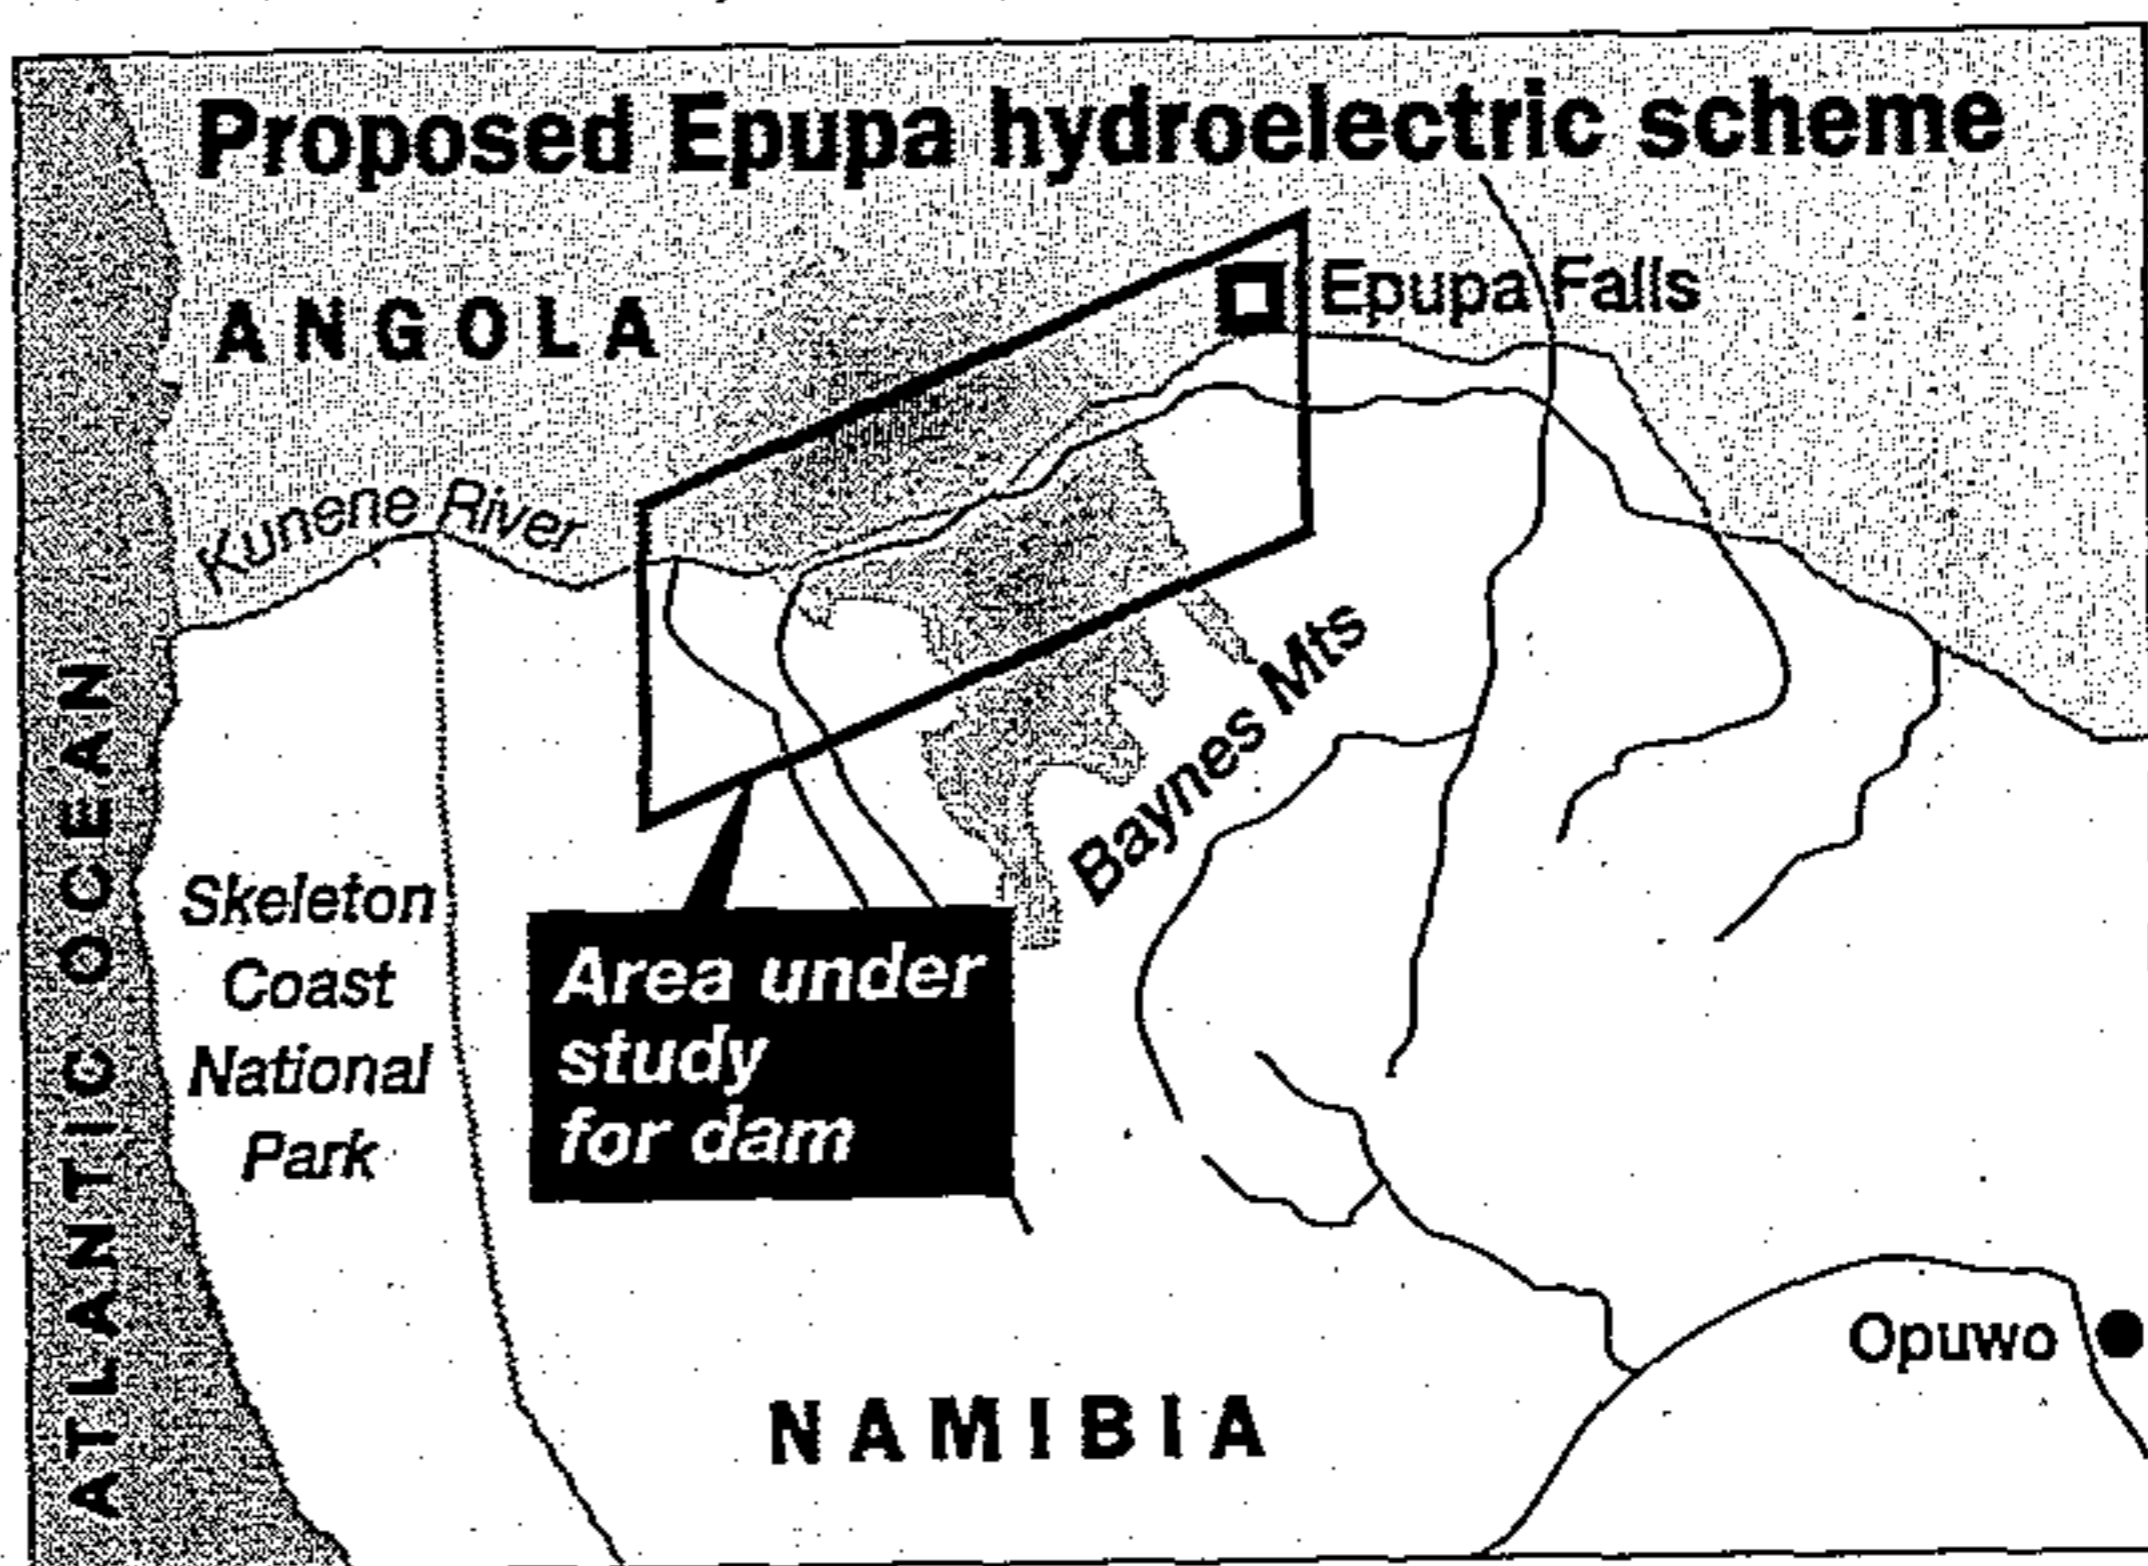 Proposed Epupa hydroelectric scheme
ANGOLA
Epupa Falls
Kunene River
Baynes Mts
ATLANTIC OCEAN
Skeleton
Coast
National
Park
Area under
study
for dam
Opuwo
NAMIBIA